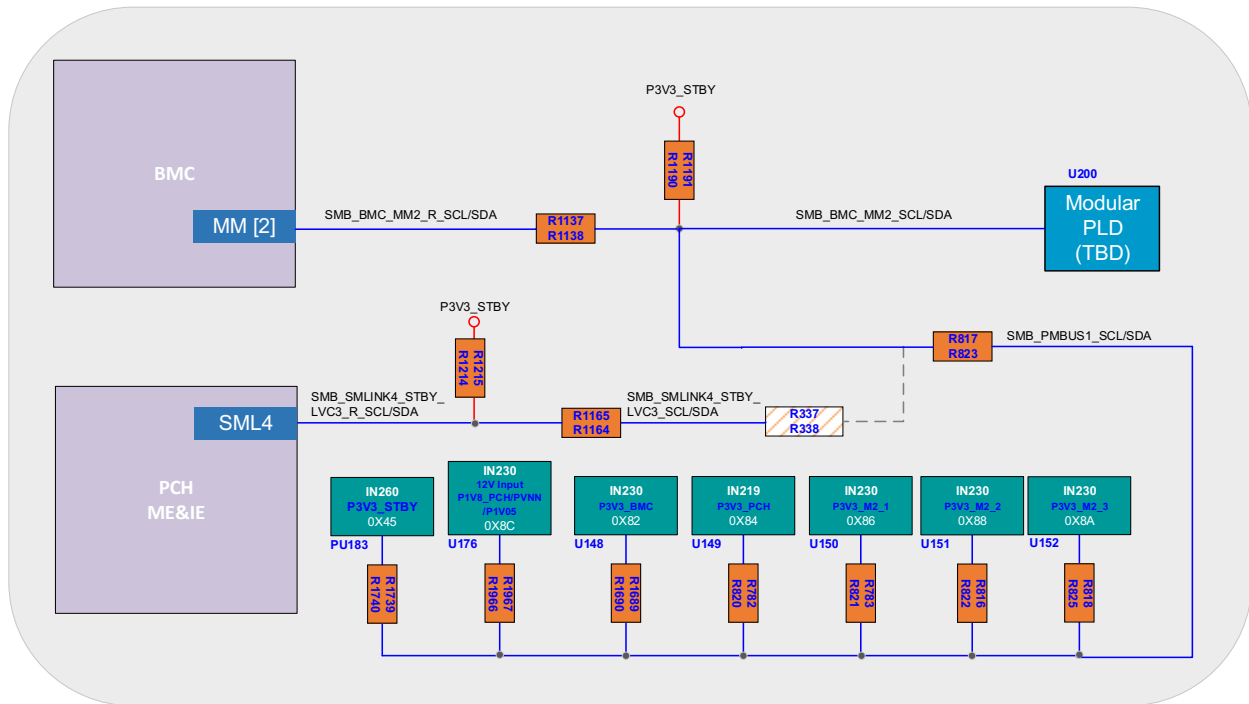 P3V3_STBY
BMC
MM [2]
SMB_BMC_MM2_R_SCL/SDA
R1137
R1138
R1191
R1190
SMB_BMC_MM2_SCL/SDA
U200
Modular
PLD
(TBD)
P3V3_STBY
R1215
R1214
R817
R823
SMB_PMBUS1_SCL/SDA
SMB_SMLINK4_STBY_
LVC3_R_SCL/SDA
SML4
R1165
R1164
SMB_SMLINK4_STBY_
LVC3_SCL/SDA
R337
R338
PCH
ME&IE
IN260
P3V3_STBY
0X45
PU183
IN230
12V Input
P1V8_PCH/PVNN
/P1V05
0X8C
U176
IN230
P3V3_BMC
0X82
U148
IN219
P3V3_PCH
0X84
U149
IN230
P3V3_M2_1
0X86
U150
IN230
P3V3_M2_2
0X88
U151
IN230
P3V3_M2_3
0X8A
U152
R1739
R1740
R1967
R1966
R1689
R1690
R782
R820
R783
R821
R816
R822
R818
R825